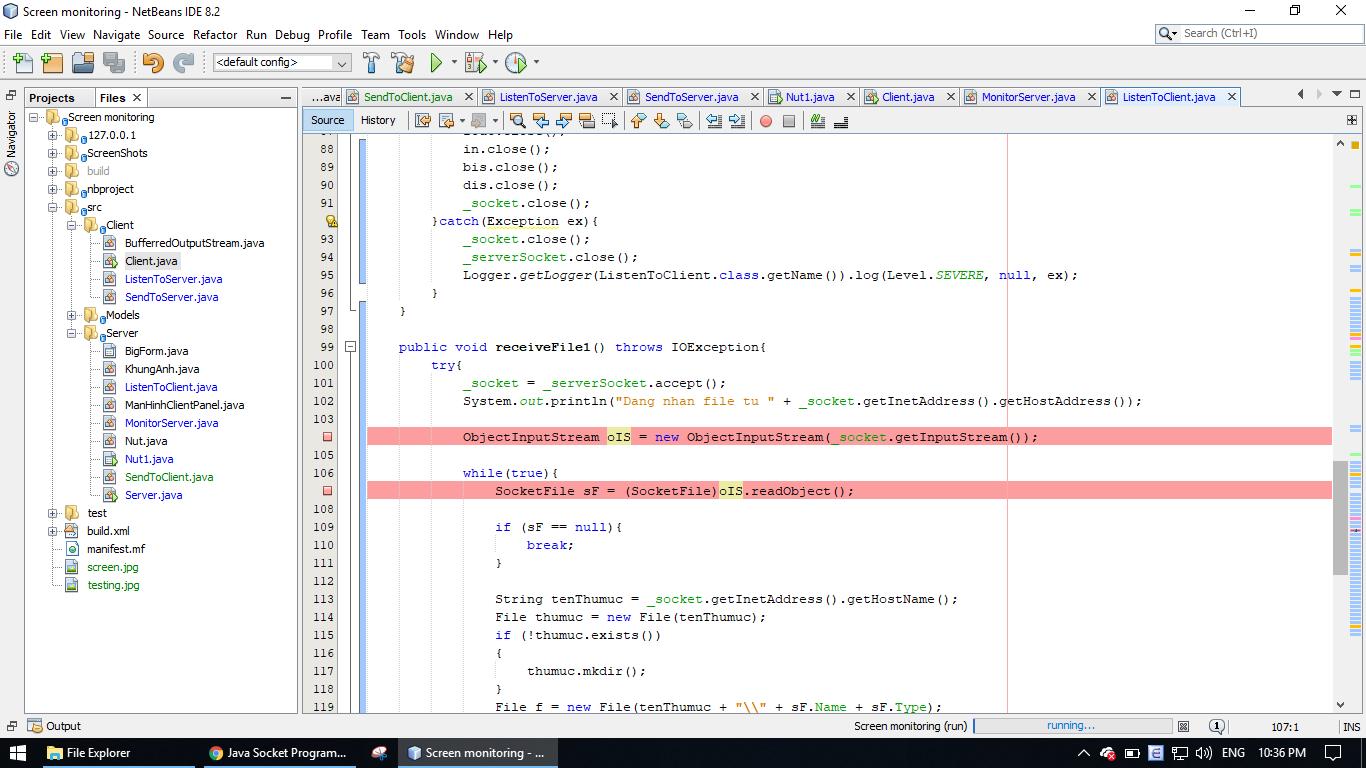 Screen monitoring - NetBeans IDE 8.2
File Edit View Navigate Source Refactor Run Debug Profile Team Tools Window Help
Search (Ctrl+I)
<default config>
Projects Files
...ava SendToClient.java ListenToServer.java SendToServer.java Nut1.java Client.java MonitorServer.java ListenToClient.java
Navigator
Source History
Screen monitoring
127.0.0.1
ScreenShots
build
nbproject
src
Client
BufferredOutputStream.java
Client.java
ListenToServer.java
SendToServer.java
Models
Server
BigForm.java
KhungAnh.java
ListenToClient.java
ManHinhClientPanel.java
MonitorServer.java
Nut.java
Nut1.java
SendToClient.java
Server.java
test
build.xml
manifest.mf
screen.jpg
testing.jpg
88 in.close();
89 bis.close();
90 dis.close();
91 _socket.close();
}catch(Exception ex){
93 _socket.close();
94 _serverSocket.close();
95 Logger.getLogger(ListenToClient.class.getName()).log(Level.SEVERE, null, ex);
96 }
97 }
98
99 public void receiveFile1() throws IOException{
100 try{
101 _socket = _serverSocket.accept();
102 System.out.println("Dang nhan file tu " + _socket.getInetAddress().getHostAddress());
103
ObjectInputStream oIS = new ObjectInputStream(_socket.getInputStream());
105
106 while(true){
SocketFile sF = (SocketFile)oIS.readObject();
108
109 if (sF == null){
110 break;
111 }
112
113 String tenThumuc = _socket.getInetAddress().getHostName();
114 File thumuc = new File(tenThumuc);
115 if (!thumuc.exists())
116 {
117 thumuc.mkdir();
118 }
119 File f = new File(tenThumuc + "\\" + sF.Name + sF.Type);
Output
Screen monitoring (run) running... 1 107:1 INS
File Explorer Java Socket Program... Screen monitoring - ... ENG 10:36 PM